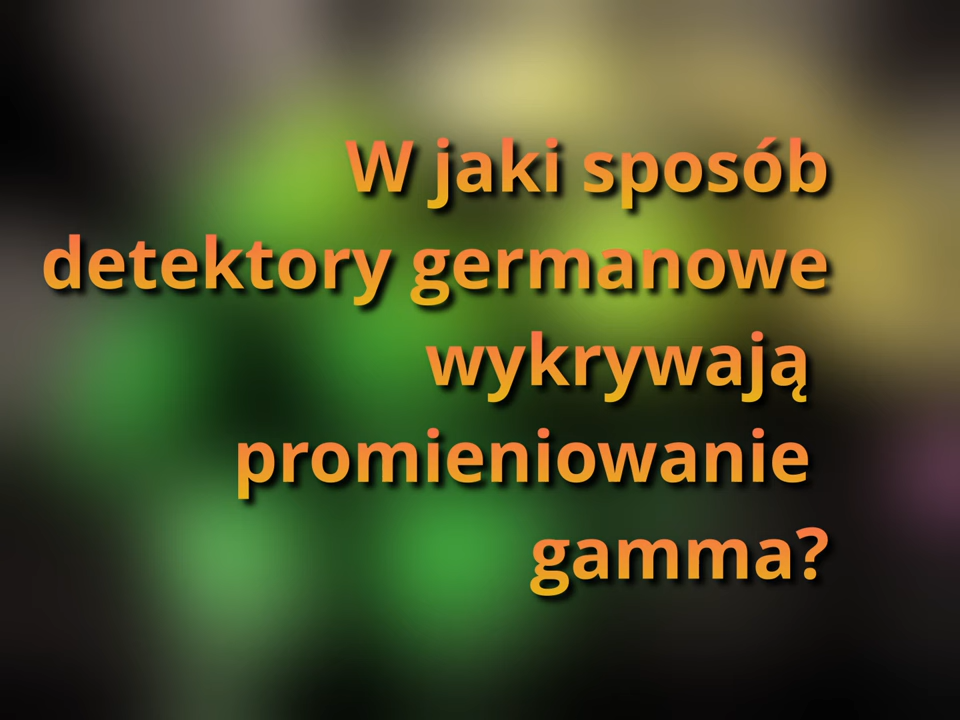 W jaki sposób
detektory germanowe
wykrywają
promieniowanie
gamma?